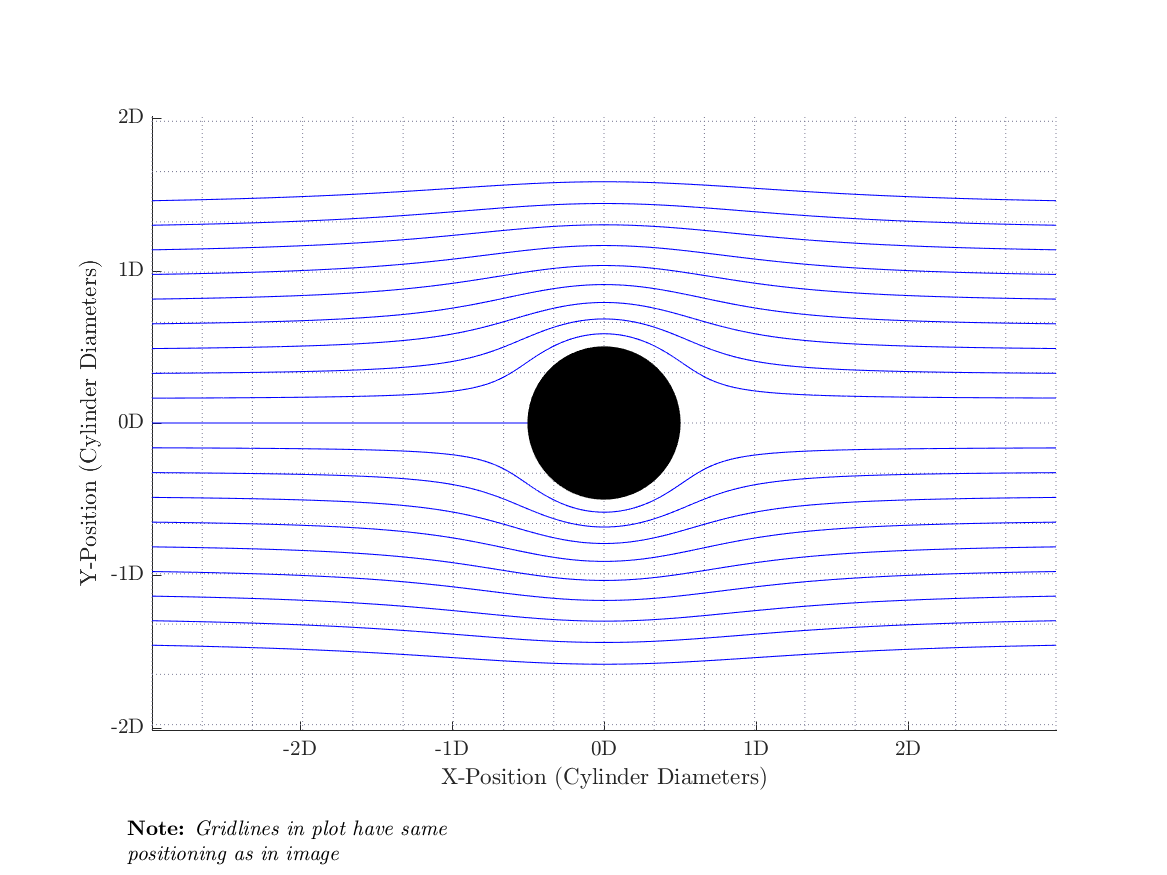 2D
1D
0D
-1D
-2D
Y-Position (Cylinder Diameters)
-2D -1D 0D 1D 2D
X-Position (Cylinder Diameters)
Note: Gridlines in plot have same
positioning as in image